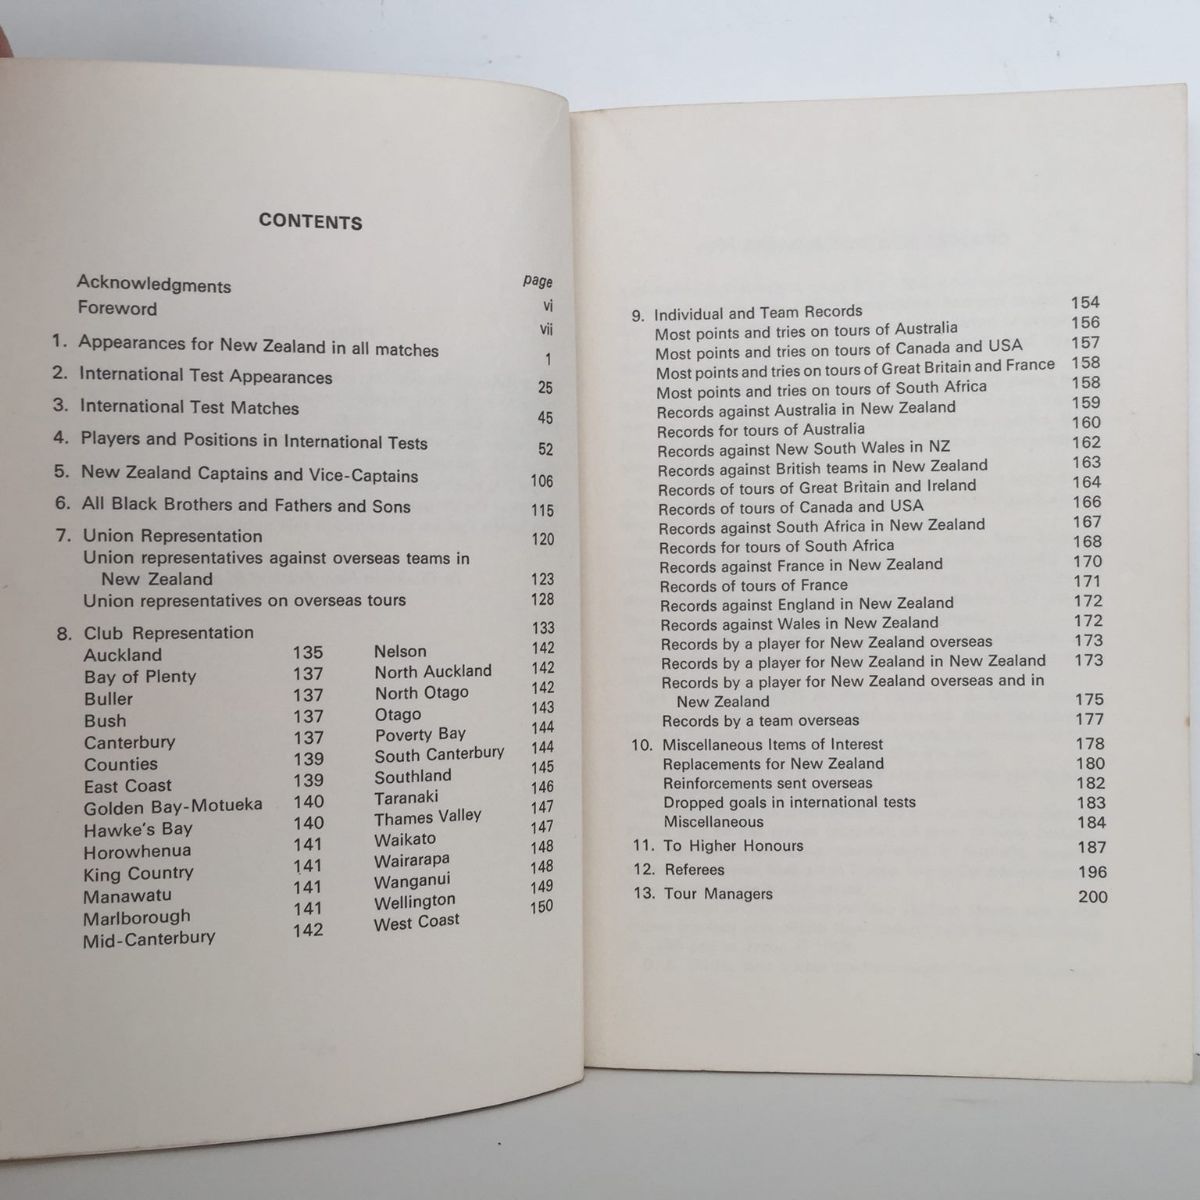 CONTENTS
page
Acknowledgments vi
Foreword vii
1. Appearances for New Zealand in all matches 1
2. International Test Appearances 25
3. International Test Matches 45
4. Players and Positions in International Tests 52
5. New Zealand Captains and Vice-Captains 106
6. All Black Brothers and Fathers and Sons 115
7. Union Representation 120
Union representatives against overseas teams in
New Zealand 123
Union representatives on overseas tours 128
8. Club Representation 133
Auckland 135 Nelson 142
Bay of Plenty 137 North Auckland 142
Buller 137 North Otago 142
Bush 137 Otago 143
Canterbury 137 Poverty Bay 144
Counties 139 South Canterbury 144
East Coast 139 Southland 145
Golden Bay-Motueka 140 Taranaki 146
Hawke's Bay 140 Thames Valley 147
Horowhenua 141 Waikato 147
King Country 141 Wairarapa 148
Manawatu 141 Wanganui 148
Marlborough 141 Wellington 149
Mid-Canterbury 142 West Coast 150
9. Individual and Team Records 154
Most points and tries on tours of Australia 156
Most points and tries on tours of Canada and USA 157
Most points and tries on tours of Great Britain and France 158
Most points and tries on tours of South Africa 158
Records against Australia in New Zealand 159
Records for tours of Australia 160
Records against New South Wales in NZ 162
Records against British teams in New Zealand 163
Records of tours of Great Britain and Ireland 164
Records of tours of Canada and USA 166
Records against South Africa in New Zealand 167
Records for tours of South Africa 168
Records against France in New Zealand 170
Records of tours of France 171
Records against England in New Zealand 172
Records against Wales in New Zealand 172
Records by a player for New Zealand overseas 173
Records by a player for New Zealand in New Zealand 173
Records by a player for New Zealand overseas and in
New Zealand 175
Records by a team overseas 177
10. Miscellaneous Items of Interest 178
Replacements for New Zealand 180
Reinforcements sent overseas 182
Dropped goals in international tests 183
Miscellaneous 184
11. To Higher Honours 187
12. Referees 196
13. Tour Managers 200